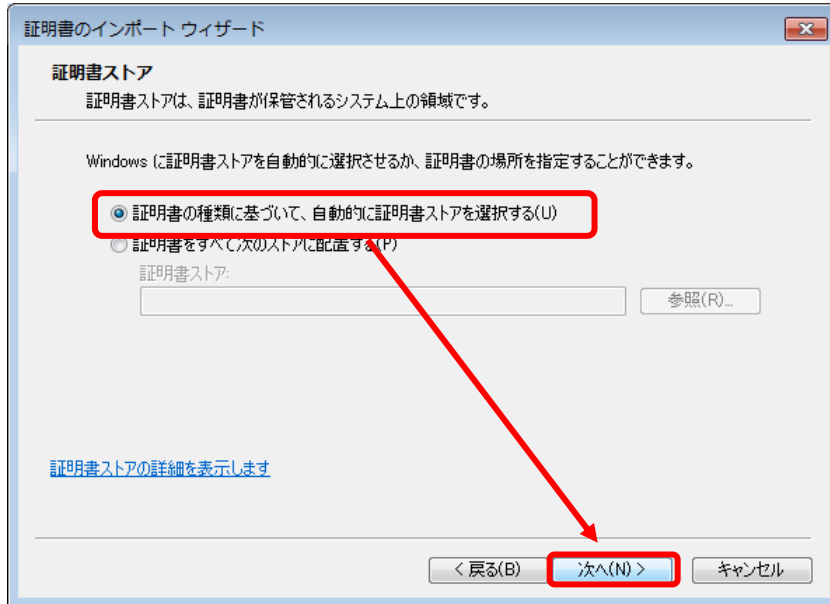 証明書のインポート ウィザード
証明書ストア
証明書ストアは、証明書が保管されるシステム上の領域です。
Windows に証明書ストアを自動的に選択させるか、証明書の場所を指定することができます。
証明書の種類に基づいて、自動的に証明書ストアを選択する(U)
証明書をすべて次のストアに配置する(P)
証明書ストア:
参照(R)...
証明書ストアの詳細を表示します
< 戻る(B) 次へ(N) > キャンセル